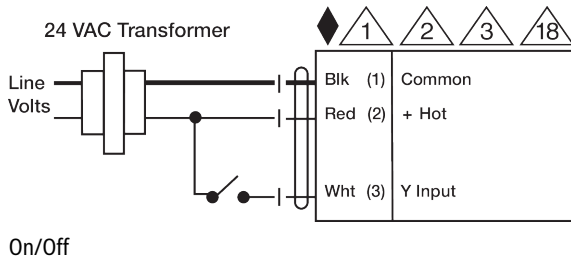 24 VAC Transformer
1 2 3 18
Line Volts
Blk (1) Common
Red (2) + Hot
Wht (3) Y Input
On/Off